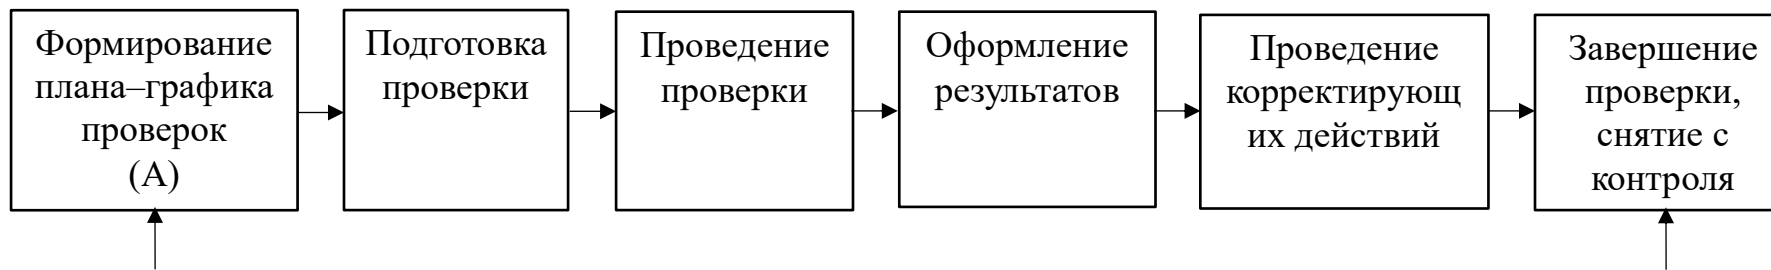 Формирование
плана–графика
проверок
(А)
Подготовка
проверки
Проведение
проверки
Оформление
результатов
Проведение
корректирующ
их действий
Завершение
проверки,
снятие с
контроля